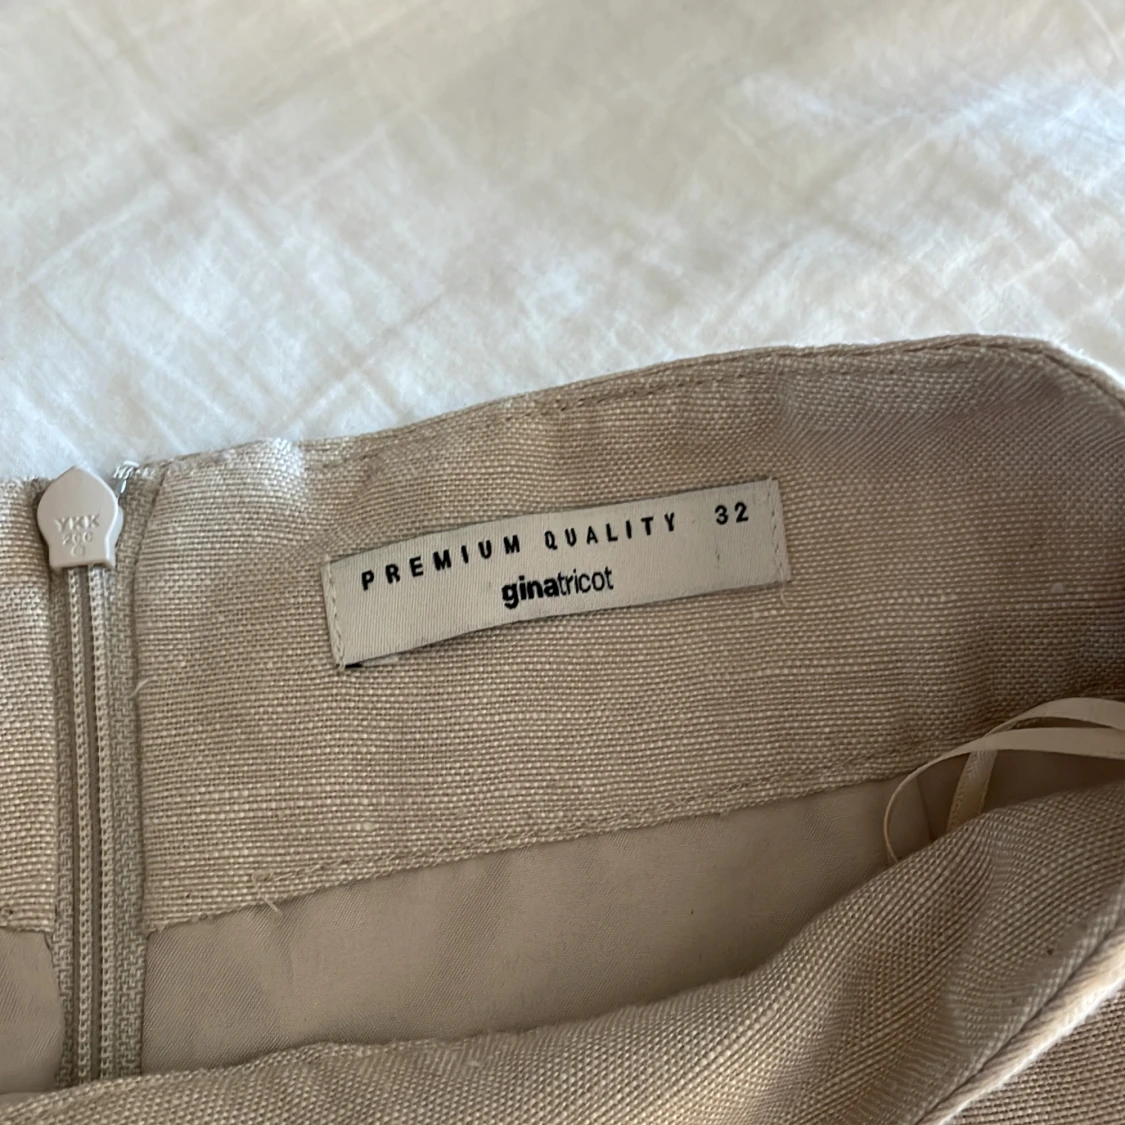 PREMIUM QUALITY 32
ginatricot
YKK